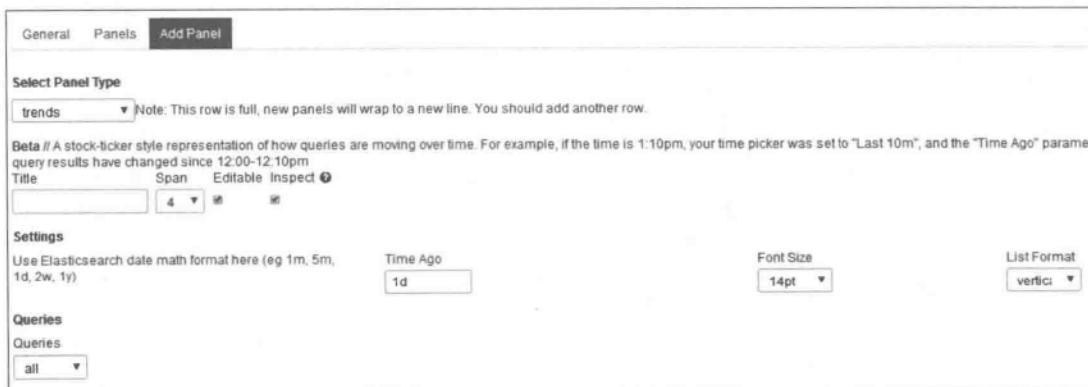 General Panels Add Panel
Select Panel Type
trends Note: This row is full, new panels will wrap to a new line. You should add another row.
Beta // A stock-ticker style representation of how queries are moving over time. For example, if the time is 1:10pm, your time picker was set to "Last 10m", and the "Time Ago" parame
query results have changed since 12:00-12:10pm
Title Span Editable Inspect
4
Settings
Use Elasticsearch date math format here (eg 1m, 5m, Time Ago Font Size List Format
1d, 2w, 1y) 1d 14pt vertica
Queries
Queries
all